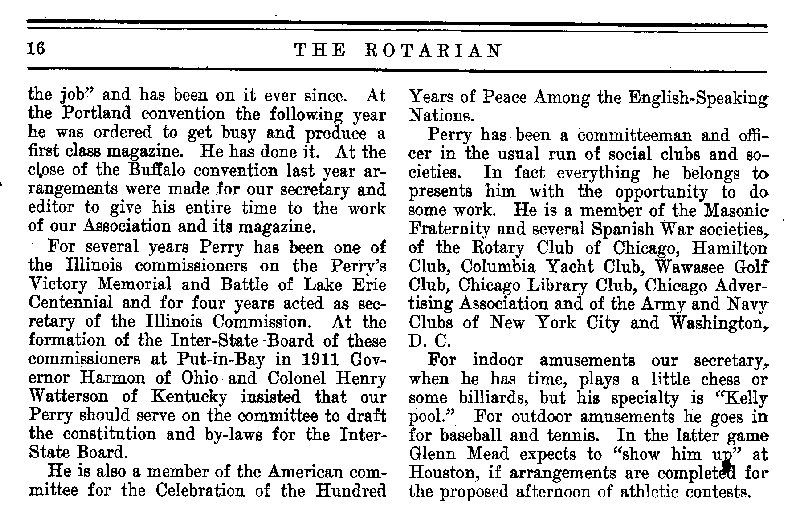 16
THE ROTARIAN
the job" and has been on it ever since. At
the Portland convention the following year
he was ordered to get busy and produce a
first class magazine. He has done it. At the
close of the Buffalo convention last year ar-
rangements were made for our secretary and
editor to give his entire time to the work
of our Association and its magazine.
For several years Perry has been one of
the Illinois commissioners on the Perry's
Victory Memorial and Battle of Lake Erie
Centennial and for four years acted as sec-
retary of the Illinois Commission. At the
formation of the Inter-State Board of these
commissioners at Put-in-Bay in 1911 Gov-
ernor Harmon of Ohio and Colonel Henry
Watterson of Kentucky insisted that our
Perry should serve on the committee to draft
the constitution and by-laws for the Inter-
State Board.
He is also a member of the American com-
mittee for the Celebration of the Hundred
Years of Peace Among the English-Speaking
Nations.
Perry has been a committeeman and offi-
cer in the usual run of social clubs and so-
cieties. In fact everything he belongs to
presents him with the opportunity to do
some work. He is a member of the Masonic
Fraternity and several Spanish War societies,
of the Rotary Club of Chicago, Hamilton
Club, Columbia Yacht Club, Wawasee Golf
Club, Chicago Library Club, Chicago Adver-
tising Association and of the Army and Navy
Clubs of New York City and Washington,
D. C.
For indoor amusements our secretary,
when he has time, plays a little chess or
some billiards, but his specialty is "Kelly
pool." For outdoor amusements he goes in
for baseball and tennis. In the latter game
Glenn Mead expects to "show him up" at
Houston, if arrangements are completed for
the proposed afternoon of athletic contests.